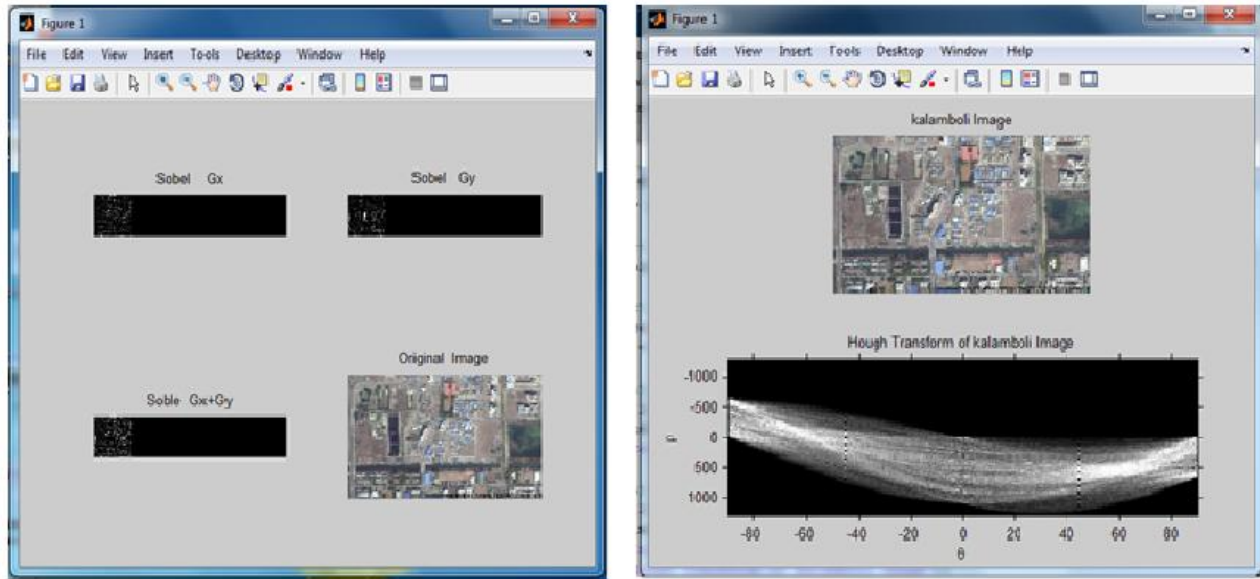 Figure 1
File Edit View Insert Tools Desktop Window Help
Sobel Gx
Sobel Gy
Soble Gx+Gy
Original Image
Figure 1
File Edit View Insert Tools Desktop Window Help
kalamboli Image
Hough Transform of kalamboli Image
-1000
-500
0
500
1000
ρ
-80 -60 -40 -20 0 20 40 60 80
θ